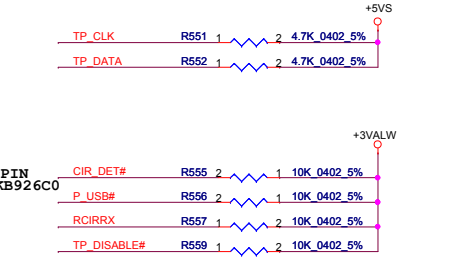 +5VS
TP_CLK R551 1 2 4.7K_0402_5%
TP_DATA R552 1 2 4.7K_0402_5%
+3VALW
PIN
KB926C0
CIR_DET# R555 2 1 10K_0402_5%
P_USB# R556 2 1 10K_0402_5%
RCIRRX R557 1 2 10K_0402_5%
TP_DISABLE# R559 1 2 10K_0402_5%